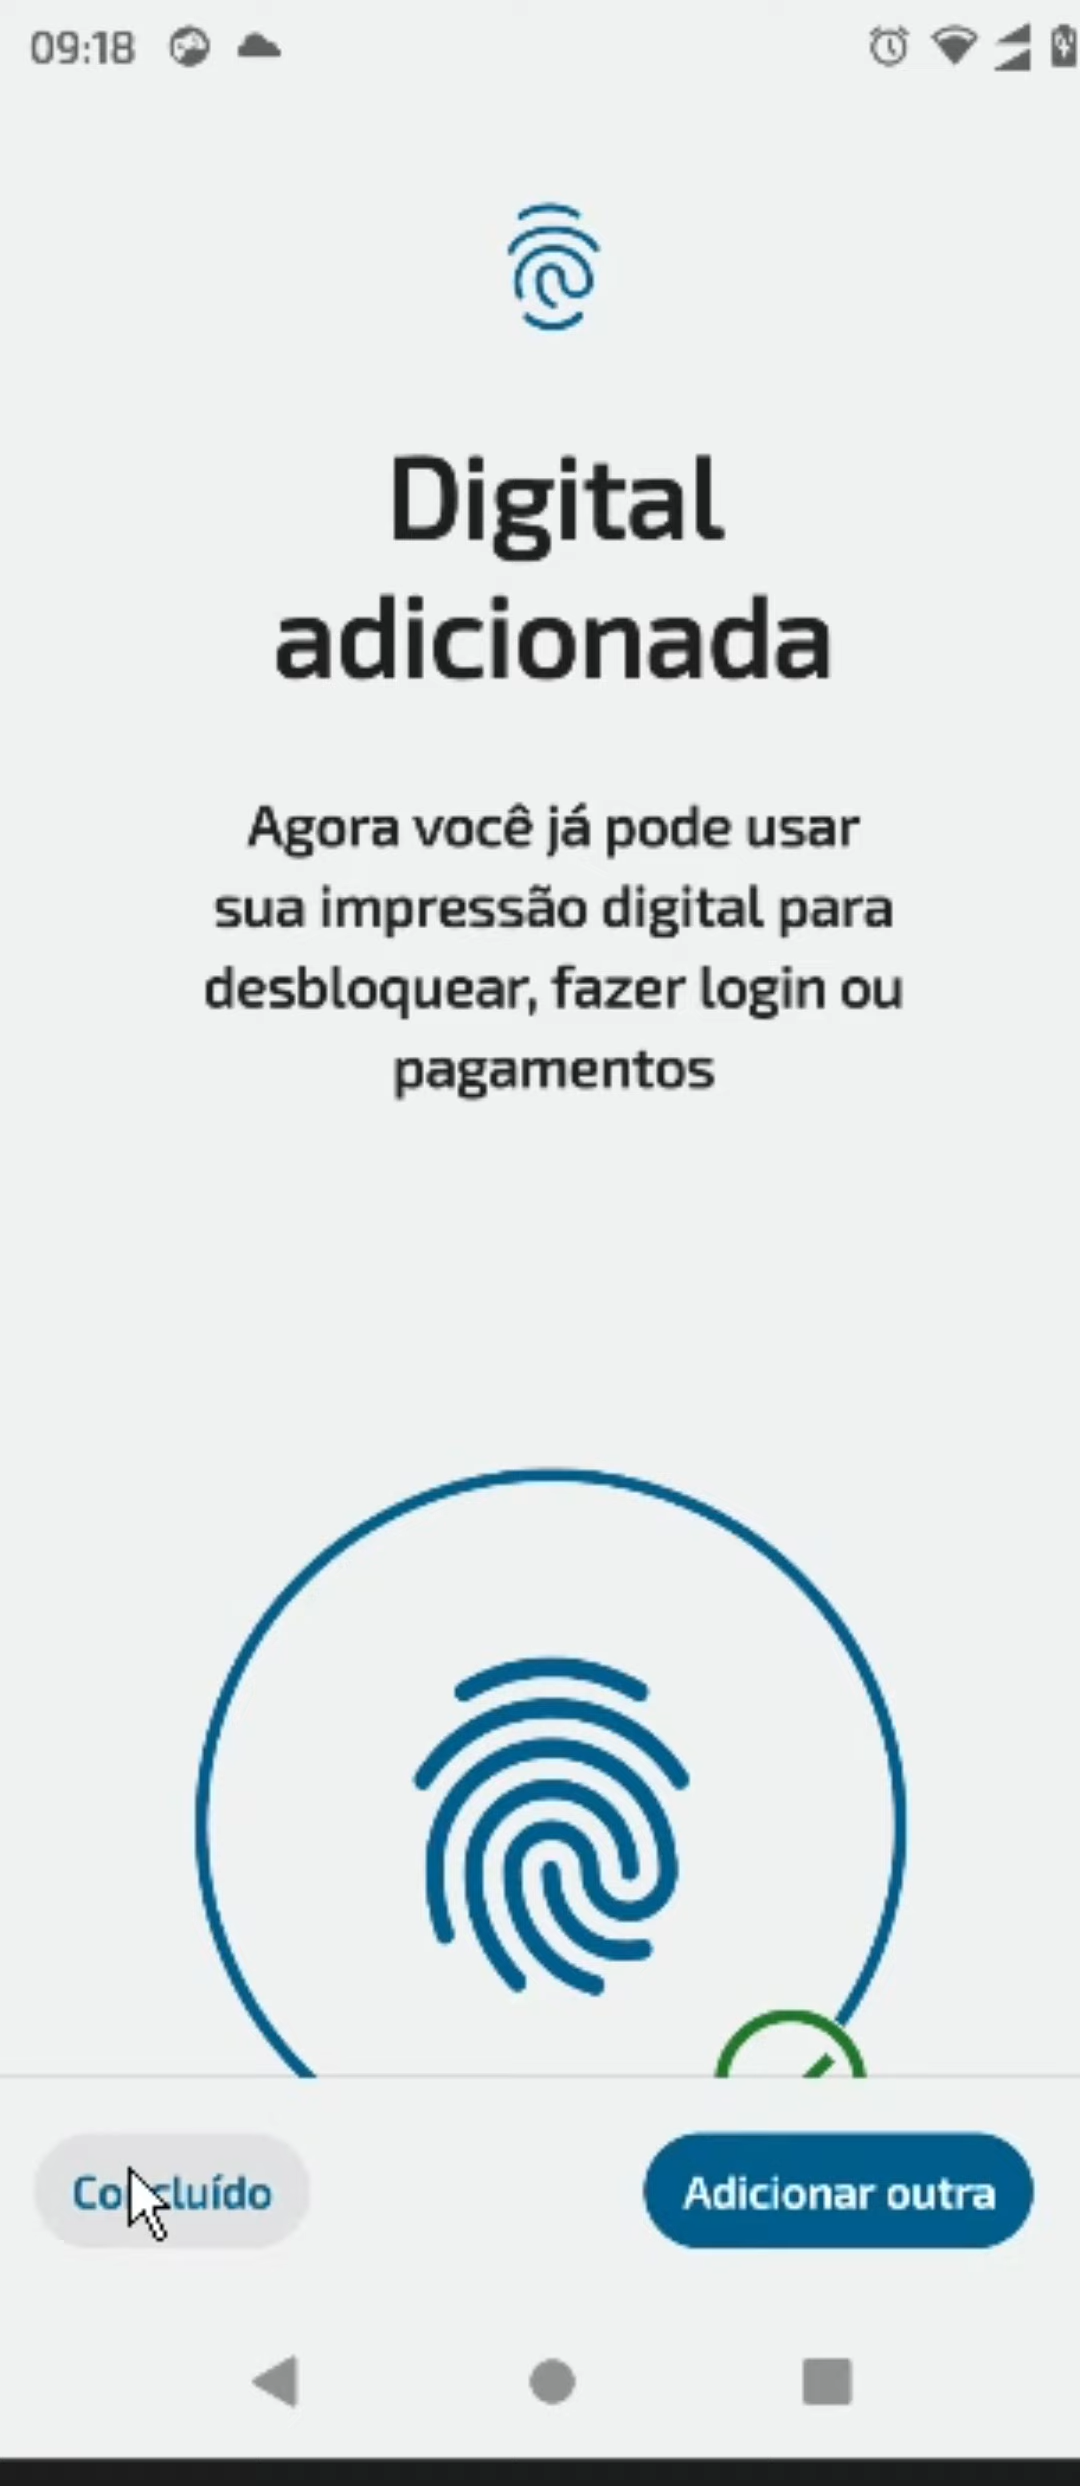 09:18
Digital
adicionada
Agora você já pode usar
sua impressão digital para
desbloquear, fazer login ou
pagamentos
Concluído
Adicionar outra